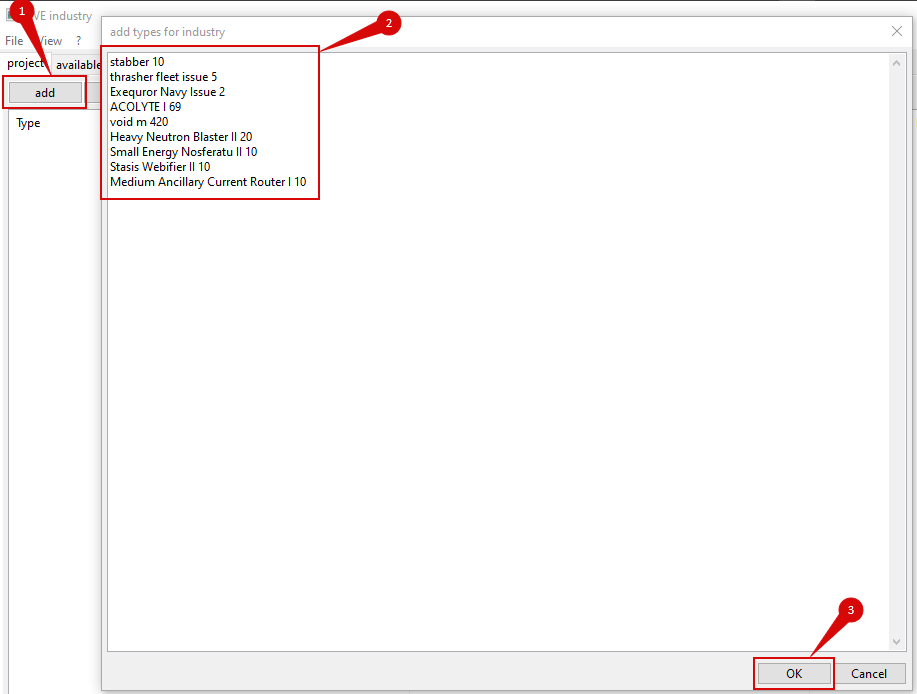 1
VE industry
File View ?
project available
add
Type
add types for industry
2
stabber 10
thrasher fleet issue 5
Exequror Navy Issue 2
ACOLYTE I 69
void m 420
Heavy Neutron Blaster II 20
Small Energy Nosferatu II 10
Stasis Webifier II 10
Medium Ancillary Current Router I 10
3
OK Cancel